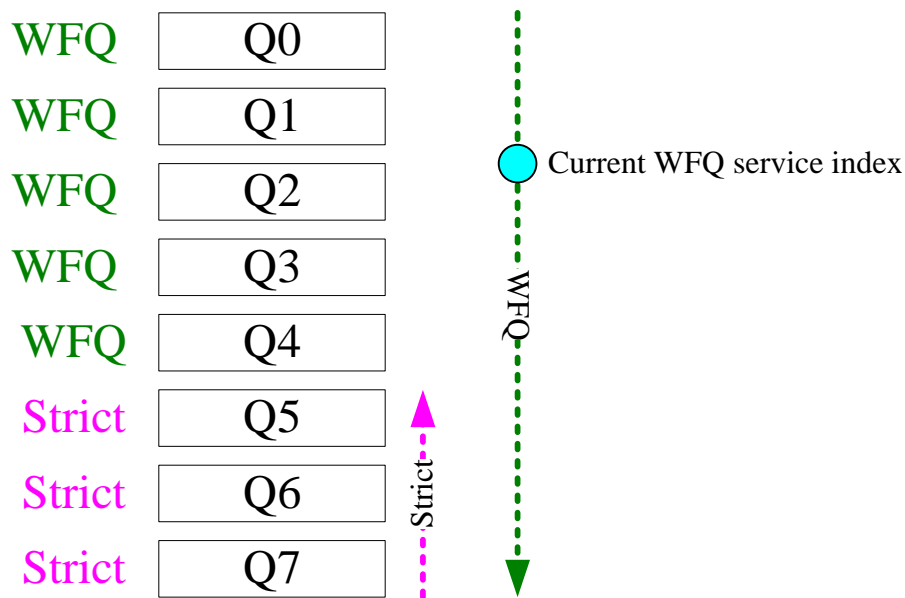 WFQ Q0
WFQ Q1
Current WFQ service index
WFQ Q2
WFQ Q3
WFQ
WFQ Q4
Strict Q5
Strict Q6
Strict
Strict Q7